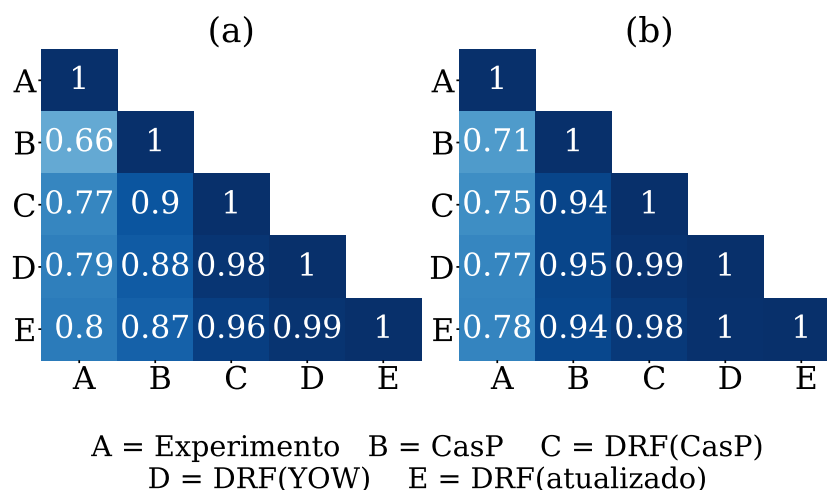 (a) (b)
A 1 A 1
B 0.66 1 B 0.71 1
C 0.77 0.9 1 C 0.75 0.94 1
D 0.79 0.88 0.98 1 D 0.77 0.95 0.99 1
E 0.8 0.87 0.96 0.99 1 E 0.78 0.94 0.98 1 1
A B C D E A B C D E
A = Experimento B = CasP C = DRF(CasP)
D = DRF(YOW) E = DRF(atualizado)